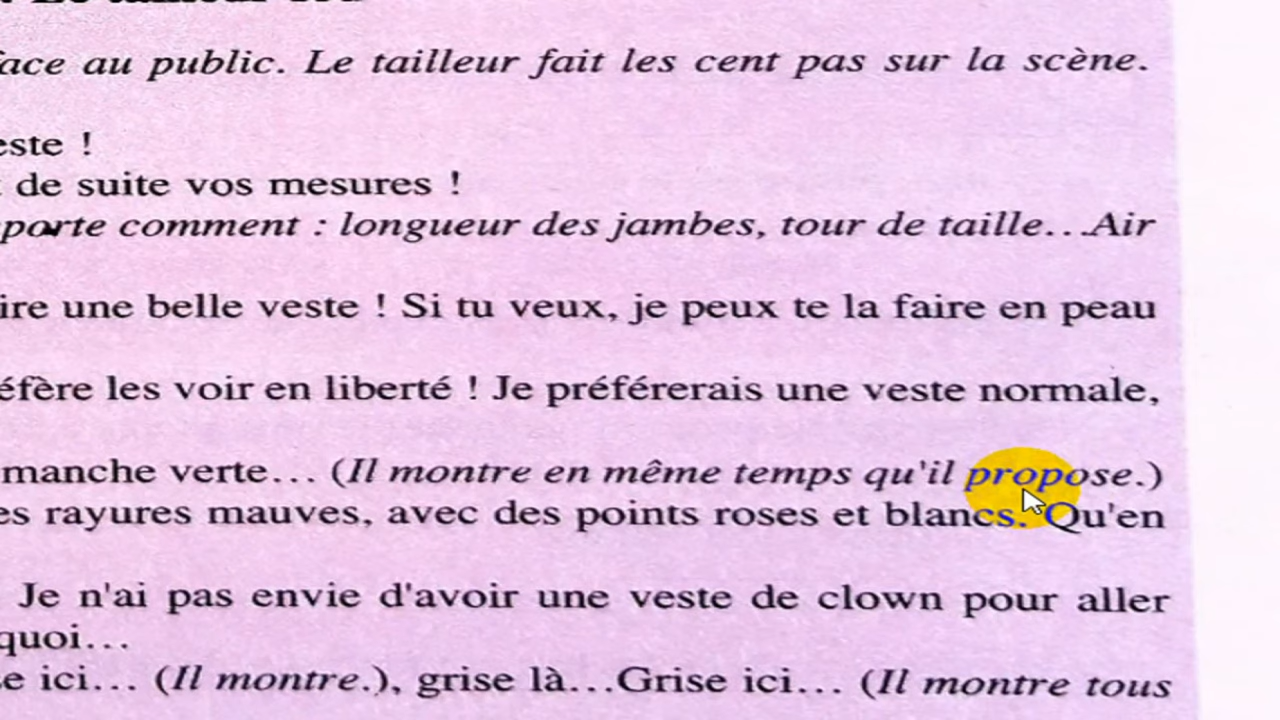 face au public. Le tailleur fait les cent pas sur la scène.
este !
de suite vos mesures !
porte comment : longueur des jambes, tour de taille…Air
ire une belle veste ! Si tu veux, je peux te la faire en peau
éfère les voir en liberté ! Je préférerais une veste normale,
manche verte… (Il montre en même temps qu'il propose.)
es rayures mauves, avec des points roses et blancs. Qu'en
Je n'ai pas envie d'avoir une veste de clown pour aller
quoi…
e ici… (Il montre.), grise là…Grise ici… (Il montre tous